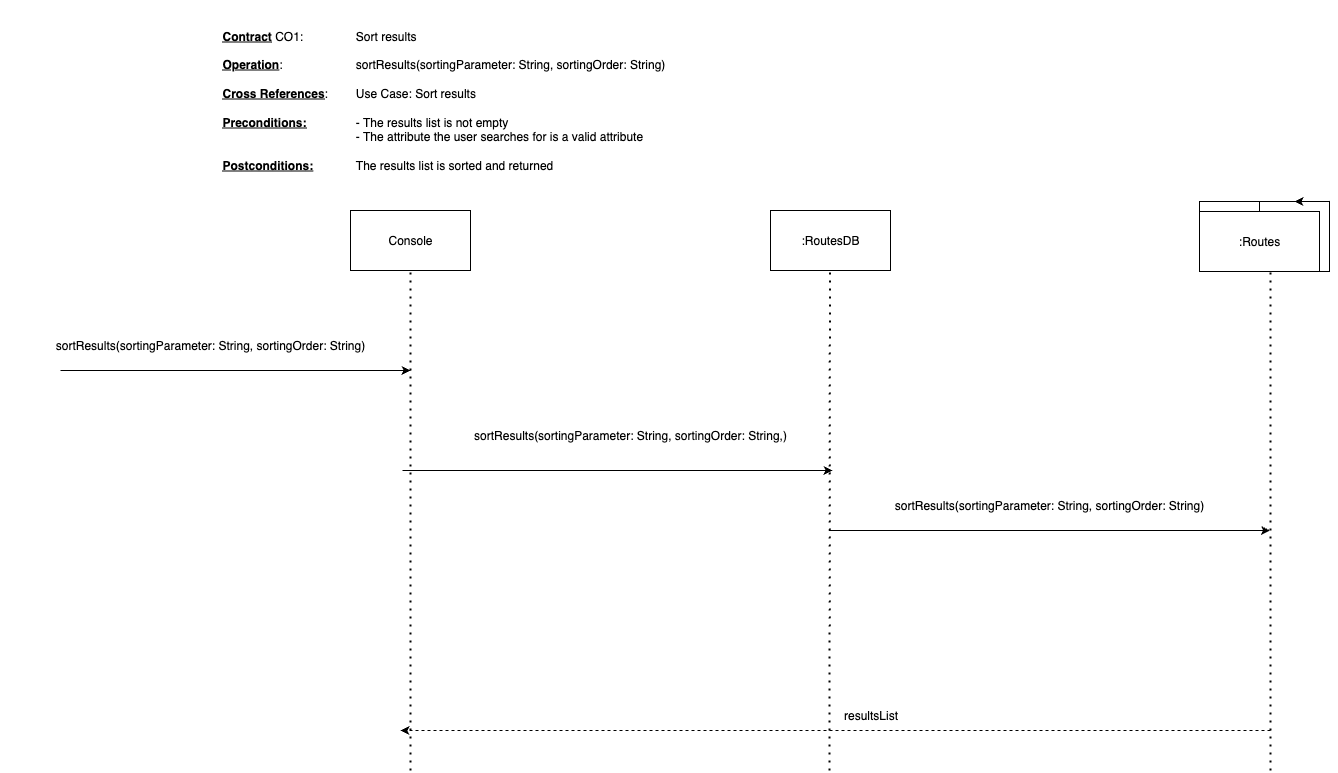 Contract CO1: Sort results
Operation: sortResults(sortingParameter: String, sortingOrder: String)
Cross References: Use Case: Sort results
Preconditions: - The results list is not empty
- The attribute the user searches for is a valid attribute
Postconditions: The results list is sorted and returned
Console
:RoutesDB
:Routes
sortResults(sortingParameter: String, sortingOrder: String)
sortResults(sortingParameter: String, sortingOrder: String,)
sortResults(sortingParameter: String, sortingOrder: String)
resultsList